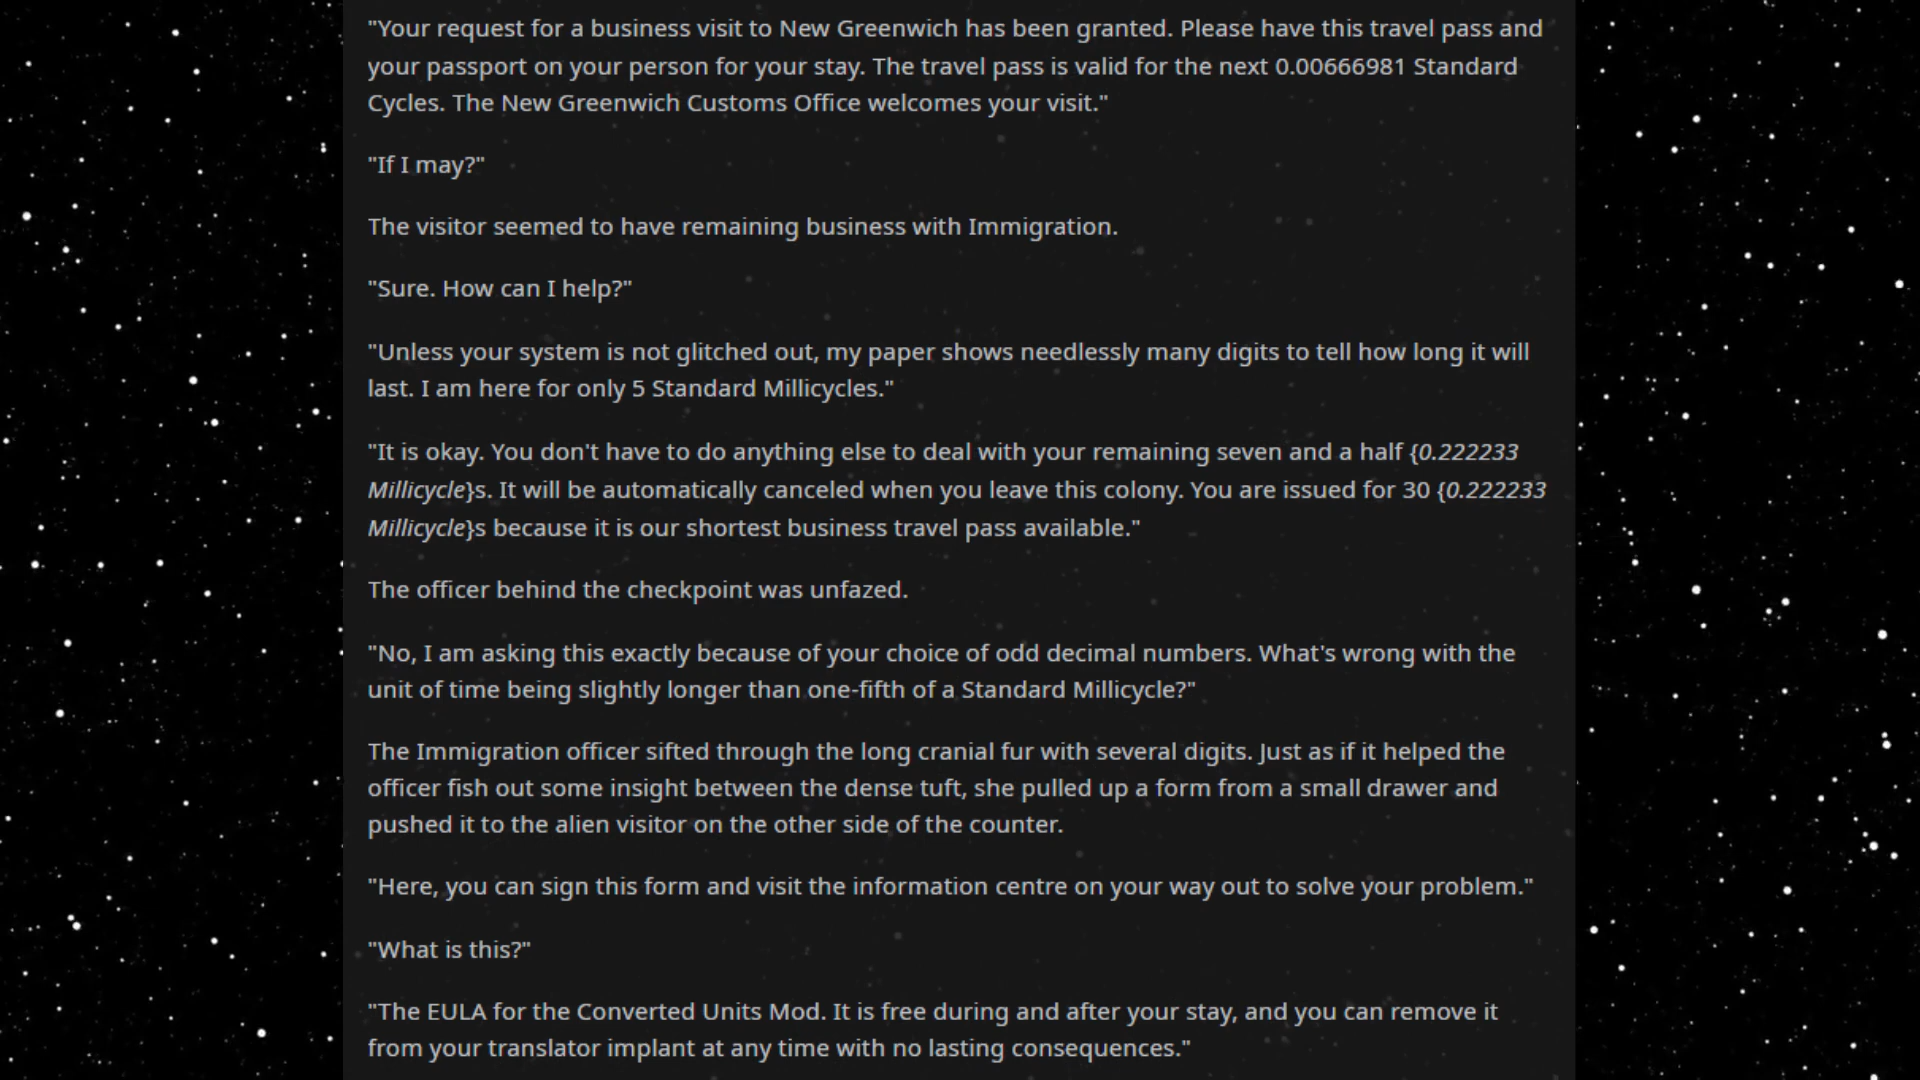 "Your request for a business visit to New Greenwich has been granted. Please have this travel pass and
your passport on your person for your stay. The travel pass is valid for the next 0.00666981 Standard
Cycles. The New Greenwich Customs Office welcomes your visit."
"If I may?"
The visitor seemed to have remaining business with Immigration.
"Sure. How can I help?"
"Unless your system is not glitched out, my paper shows needlessly many digits to tell how long it will
last. I am here for only 5 Standard Millicycles."
"It is okay. You don't have to do anything else to deal with your remaining seven and a half {0.222233
Millicycle}s. It will be automatically canceled when you leave this colony. You are issued for 30 {0.222233
Millicycle}s because it is our shortest business travel pass available."
The officer behind the checkpoint was unfazed.
"No, I am asking this exactly because of your choice of odd decimal numbers. What's wrong with the
unit of time being slightly longer than one-fifth of a Standard Millicycle?"
The Immigration officer sifted through the long cranial fur with several digits. Just as if it helped the
officer fish out some insight between the dense tuft, she pulled up a form from a small drawer and
pushed it to the alien visitor on the other side of the counter.
"Here, you can sign this form and visit the information centre on your way out to solve your problem."
"What is this?"
"The EULA for the Converted Units Mod. It is free during and after your stay, and you can remove it
from your translator implant at any time with no lasting consequences."